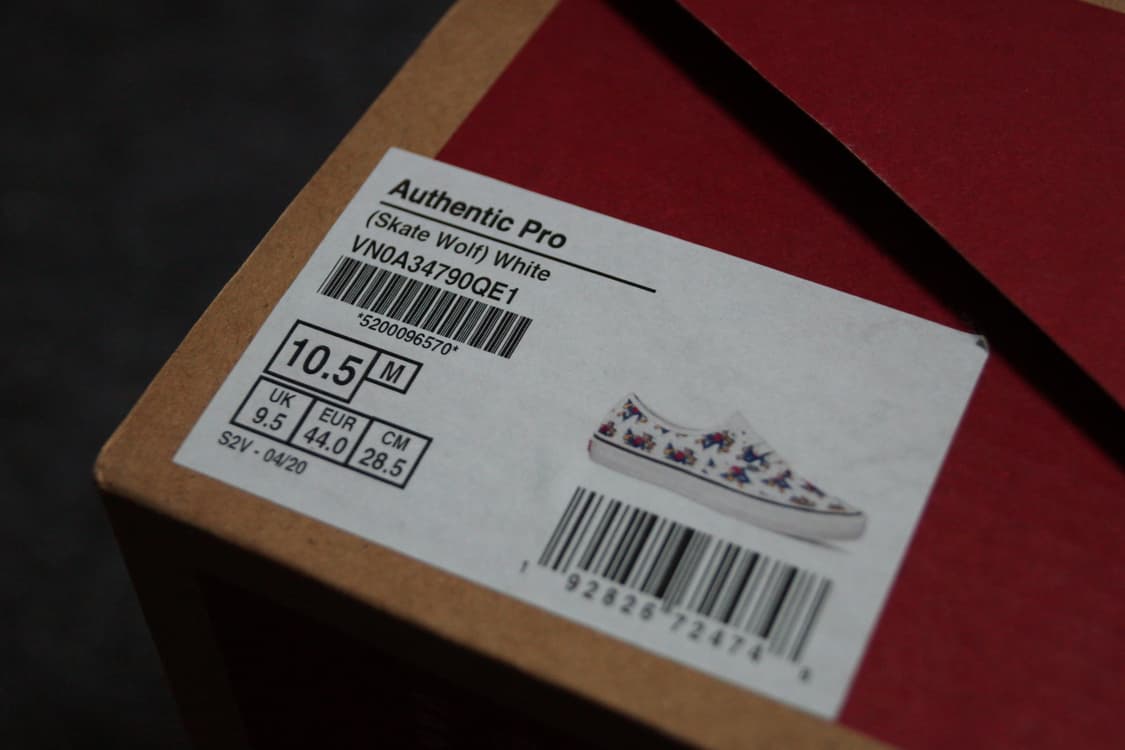 Authentic Pro
(Skate Wolf) White
VN0A34790QE1
*5200096570*
10.5 M
UK EUR CM
9.5 44.0 28.5
S2V - 04/20
1 92826 72474